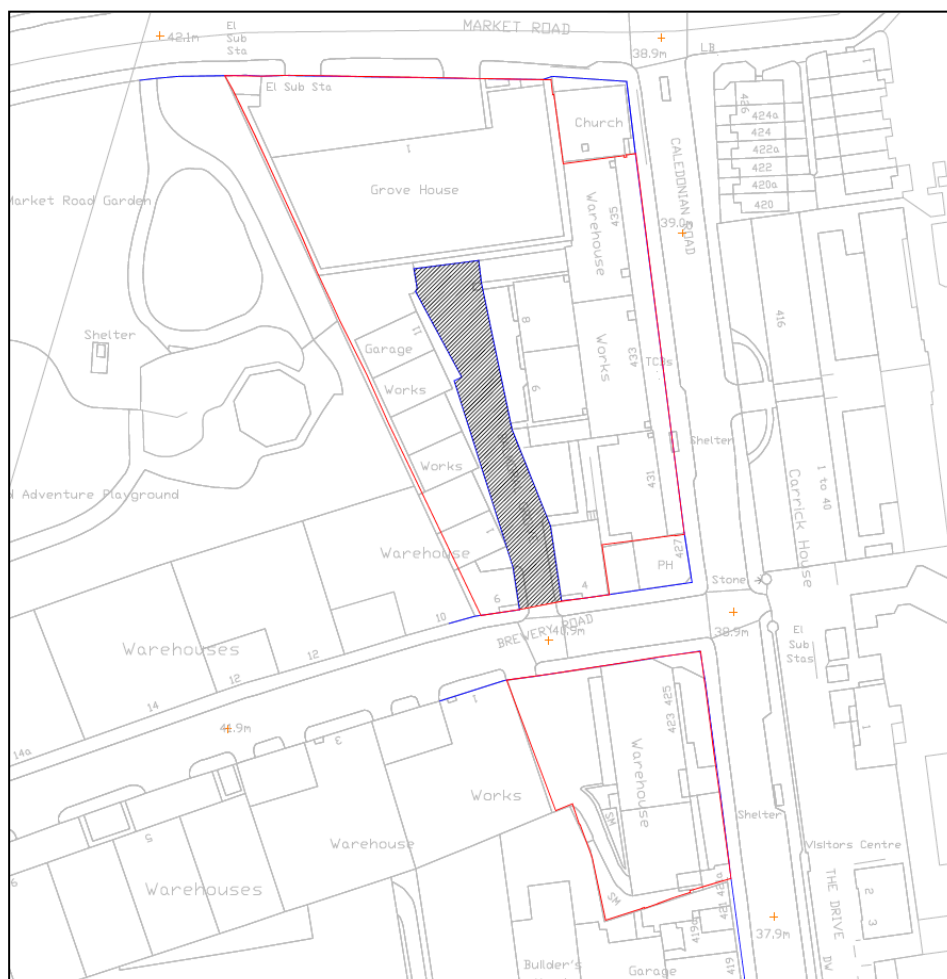 MARKET ROAD
El
Sub
Sta
42.1m
38.9m
LB
El Sub Sta
Church
1
Grove House
Warehouse
435
CALEDONIAN ROAD
39.0m
426
424a
424
422a
422
420a
420
1
Market Road Garden
Shelter
11
Garage
Works
8
6
Works
433
TCBs
416
Shelter
431
Works
1
Adventure Playground
Warehouse
Carrick House
1 to 40
427
PH
Stone
6
4
10
BREWERY ROAD
40.9m
38.9m
El
Sub
Stas
Warehouses
14
12
12
14a
41.9m
3
1
425
423
Warehouse
1
Works
SM
Shelter
Warehouse
Visitors Centre
5
Warehouses
SM
421a
421
THE DRIVE
2
3
37.9m
419a
419
Builder's
Garage